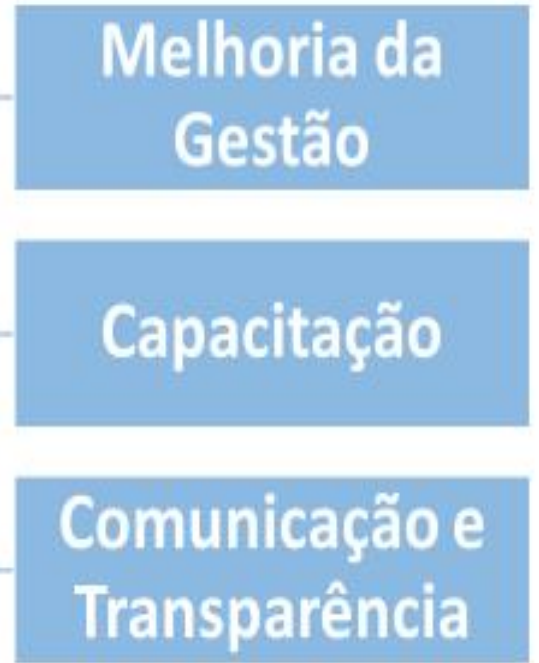 Melhoria da
Gestão
Capacitação
Comunicação e
Transparência